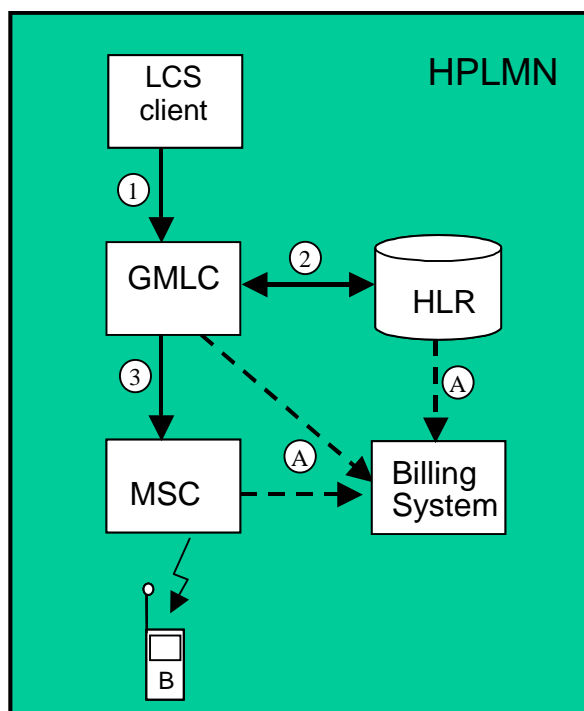 HPLMN
LCS
client
1
GMLC
2
HLR
3
A
A
MSC
Billing
System
B